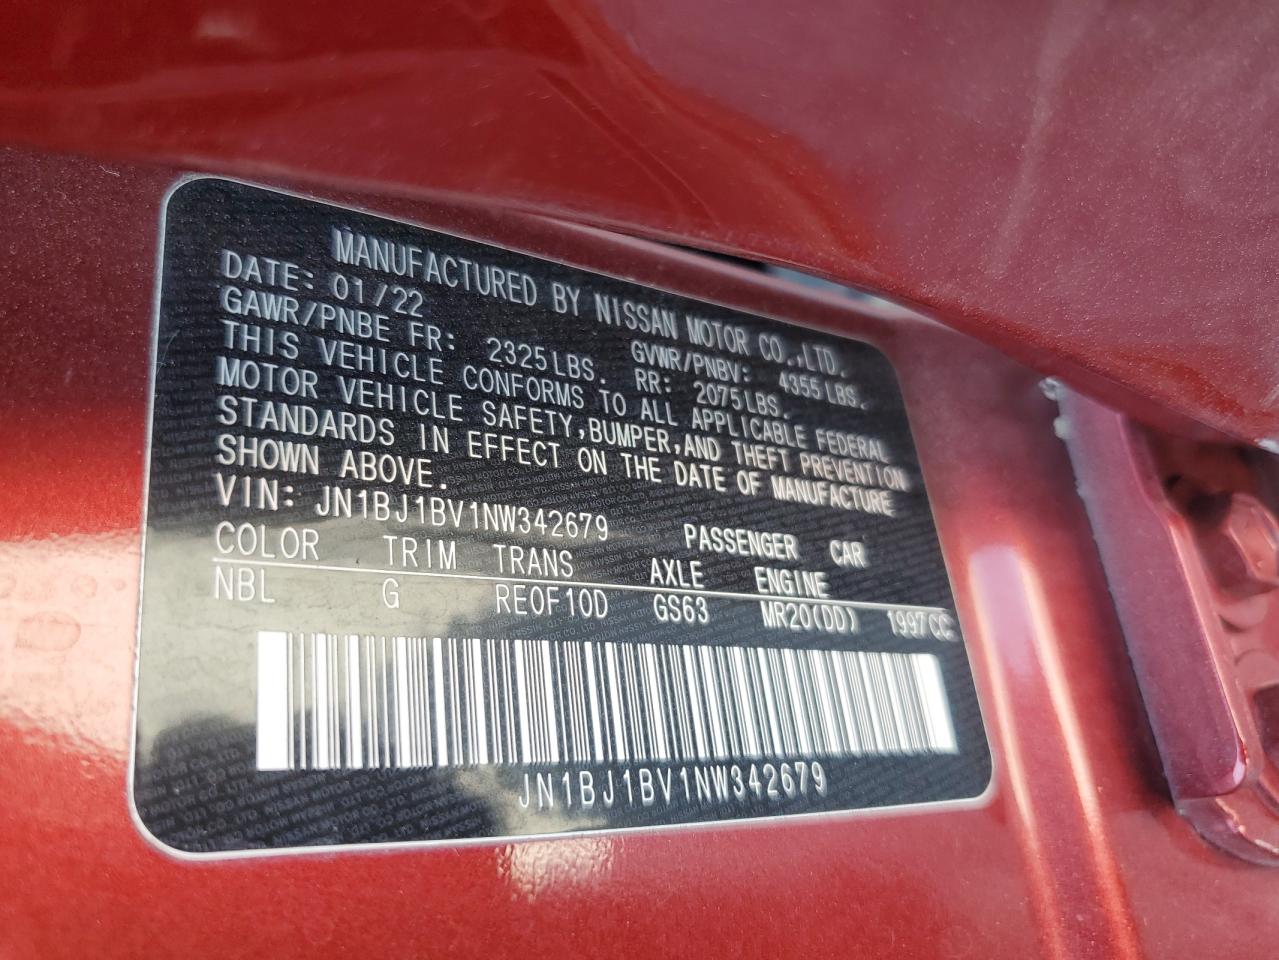 MANUFACTURED BY NISSAN MOTOR CO.,LTD.
DATE: 01/22 GVWR/PNBV: 4355LBS.
GAWR/PNBE FR: 2325LBS. RR: 2075LBS.
THIS VEHICLE CONFORMS TO ALL APPLICABLE FEDERAL
MOTOR VEHICLE SAFETY,BUMPER,AND THEFT PREVENTION
STANDARDS IN EFFECT ON THE DATE OF MANUFACTURE
SHOWN ABOVE.
VIN: JN1BJ1BV1NW342679 PASSENGER CAR
COLOR TRIM TRANS AXLE ENGINE
NBL G RE0F10D GS63 MR20(DD) 1997CC
JN1BJ1BV1NW342679